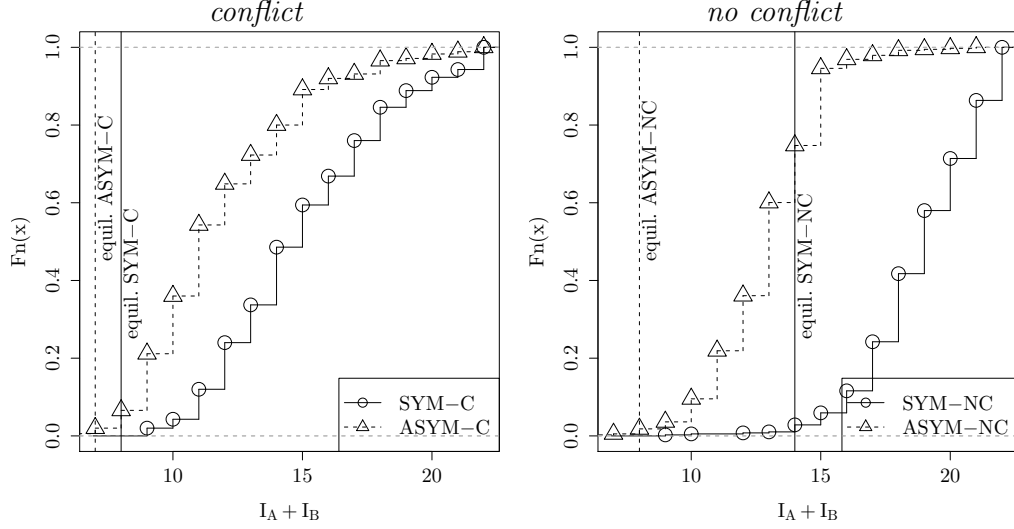 conflict
Fn(x)
0.0
0.2
0.4
0.6
0.8
1.0
equil. ASYM−C
equil. SYM−C
SYM−C
ASYM−C
10
15
20
I_A + I_B
no conflict
Fn(x)
0.0
0.2
0.4
0.6
0.8
1.0
equil. ASYM−NC
equil. SYM−NC
SYM−NC
ASYM−NC
10
15
20
I_A + I_B